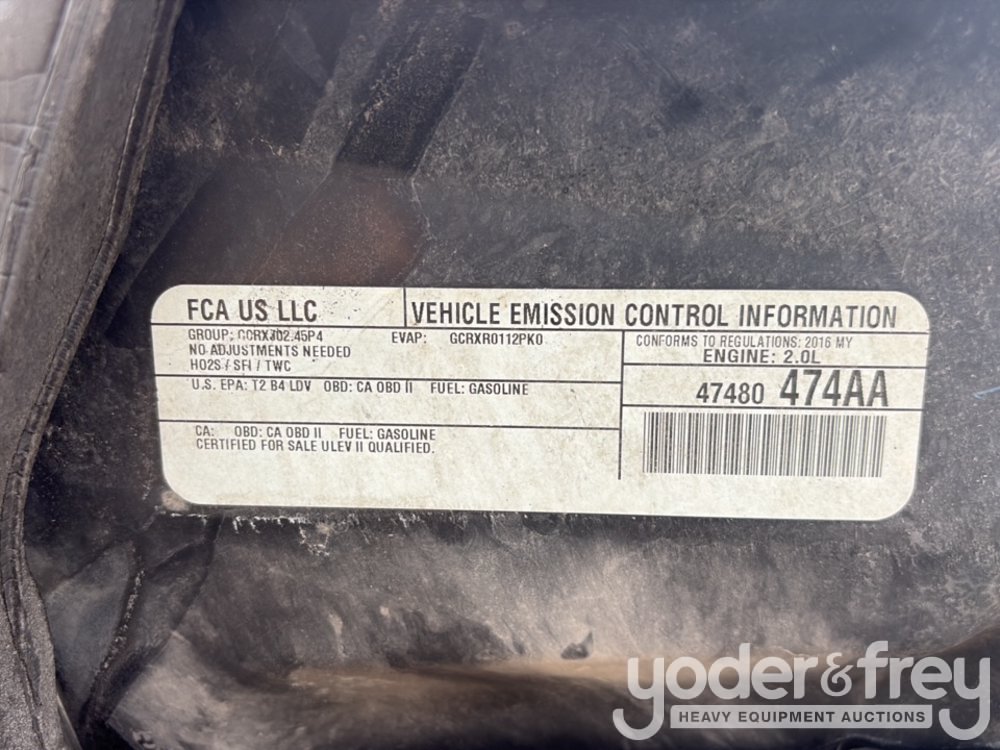 FCA US LLC
VEHICLE EMISSION CONTROL INFORMATION
GROUP: GCRXJ02.45P4 EVAP: GCRXR0112PK0
NO ADJUSTMENTS NEEDED
HO2S / SFI / TWC
CONFORMS TO REGULATIONS: 2016 MY
ENGINE: 2.0L
U.S. EPA: T2 B4 LDV OBD: CA OBD II FUEL: GASOLINE
47480 474AA
CA: OBD: CA OBD II FUEL: GASOLINE
CERTIFIED FOR SALE ULEV II QUALIFIED.
yoder&frey
HEAVY EQUIPMENT AUCTIONS